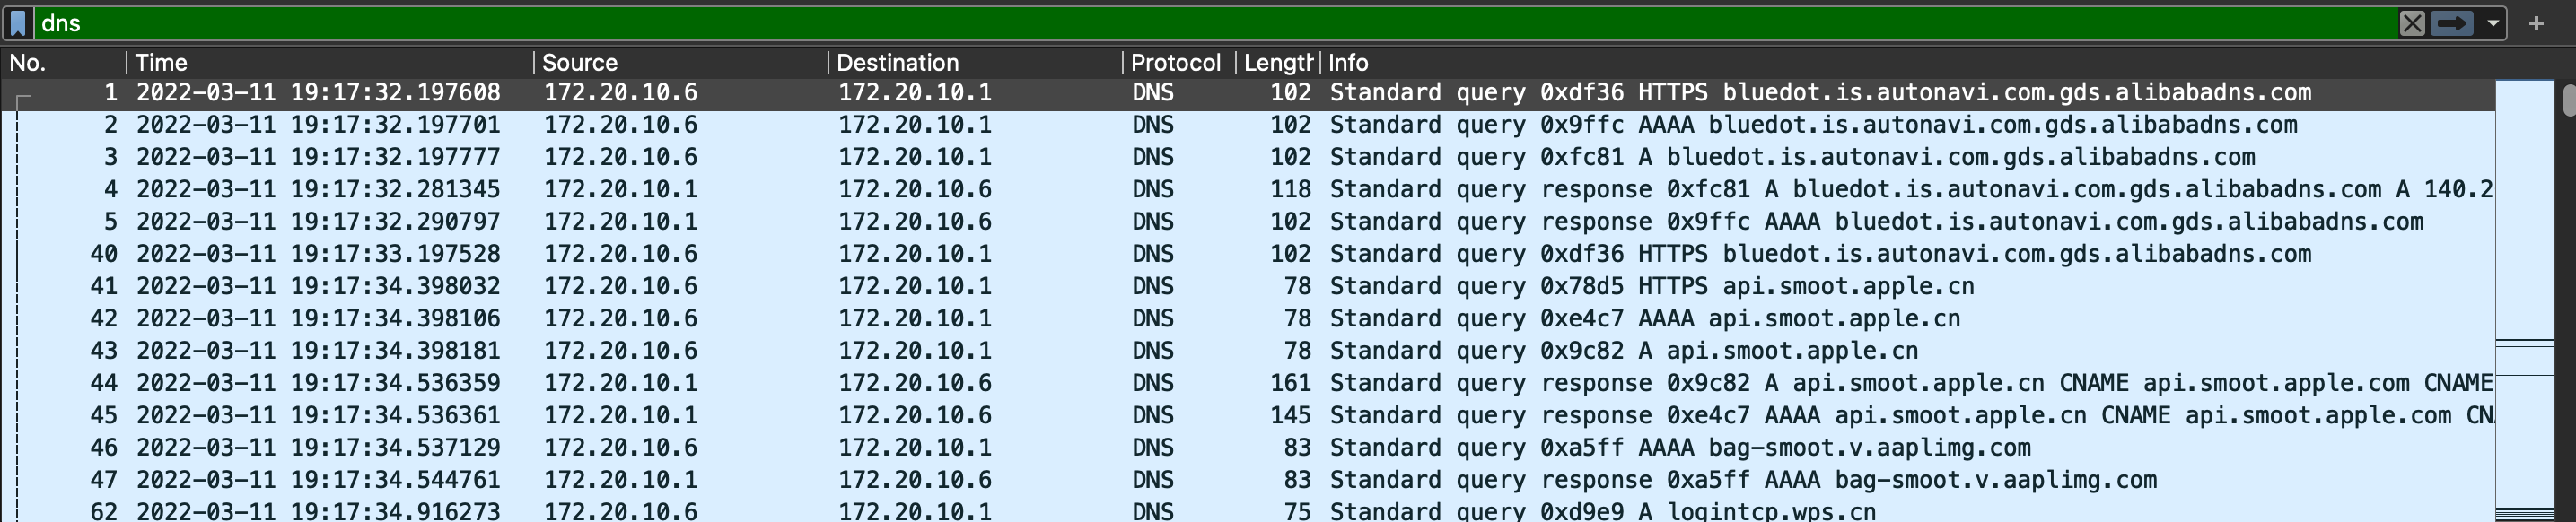 dns
No. Time Source Destination Protocol Length Info
1 2022-03-11 19:17:32.197608 172.20.10.6 172.20.10.1 DNS 102 Standard query 0xdf36 HTTPS bluedot.is.autonavi.com.gds.alibabadns.com
2 2022-03-11 19:17:32.197701 172.20.10.6 172.20.10.1 DNS 102 Standard query 0x9ffc AAAA bluedot.is.autonavi.com.gds.alibabadns.com
3 2022-03-11 19:17:32.197777 172.20.10.6 172.20.10.1 DNS 102 Standard query 0xfc81 A bluedot.is.autonavi.com.gds.alibabadns.com
4 2022-03-11 19:17:32.281345 172.20.10.1 172.20.10.6 DNS 118 Standard query response 0xfc81 A bluedot.is.autonavi.com.gds.alibabadns.com A 140.2
5 2022-03-11 19:17:32.290797 172.20.10.1 172.20.10.6 DNS 102 Standard query response 0x9ffc AAAA bluedot.is.autonavi.com.gds.alibabadns.com
40 2022-03-11 19:17:33.197528 172.20.10.6 172.20.10.1 DNS 102 Standard query 0xdf36 HTTPS bluedot.is.autonavi.com.gds.alibabadns.com
41 2022-03-11 19:17:34.398032 172.20.10.6 172.20.10.1 DNS 78 Standard query 0x78d5 HTTPS api.smoot.apple.cn
42 2022-03-11 19:17:34.398106 172.20.10.6 172.20.10.1 DNS 78 Standard query 0xe4c7 AAAA api.smoot.apple.cn
43 2022-03-11 19:17:34.398181 172.20.10.6 172.20.10.1 DNS 78 Standard query 0x9c82 A api.smoot.apple.cn
44 2022-03-11 19:17:34.536359 172.20.10.1 172.20.10.6 DNS 161 Standard query response 0x9c82 A api.smoot.apple.cn CNAME api.smoot.apple.com CNAME
45 2022-03-11 19:17:34.536361 172.20.10.1 172.20.10.6 DNS 145 Standard query response 0xe4c7 AAAA api.smoot.apple.cn CNAME api.smoot.apple.com CN
46 2022-03-11 19:17:34.537129 172.20.10.6 172.20.10.1 DNS 83 Standard query 0xa5ff AAAA bag-smoot.v.aaplimg.com
47 2022-03-11 19:17:34.544761 172.20.10.1 172.20.10.6 DNS 83 Standard query response 0xa5ff AAAA bag-smoot.v.aaplimg.com
62 2022-03-11 19:17:34.916273 172.20.10.6 172.20.10.1 DNS 75 Standard query 0xd9e9 A logintcp.wps.cn